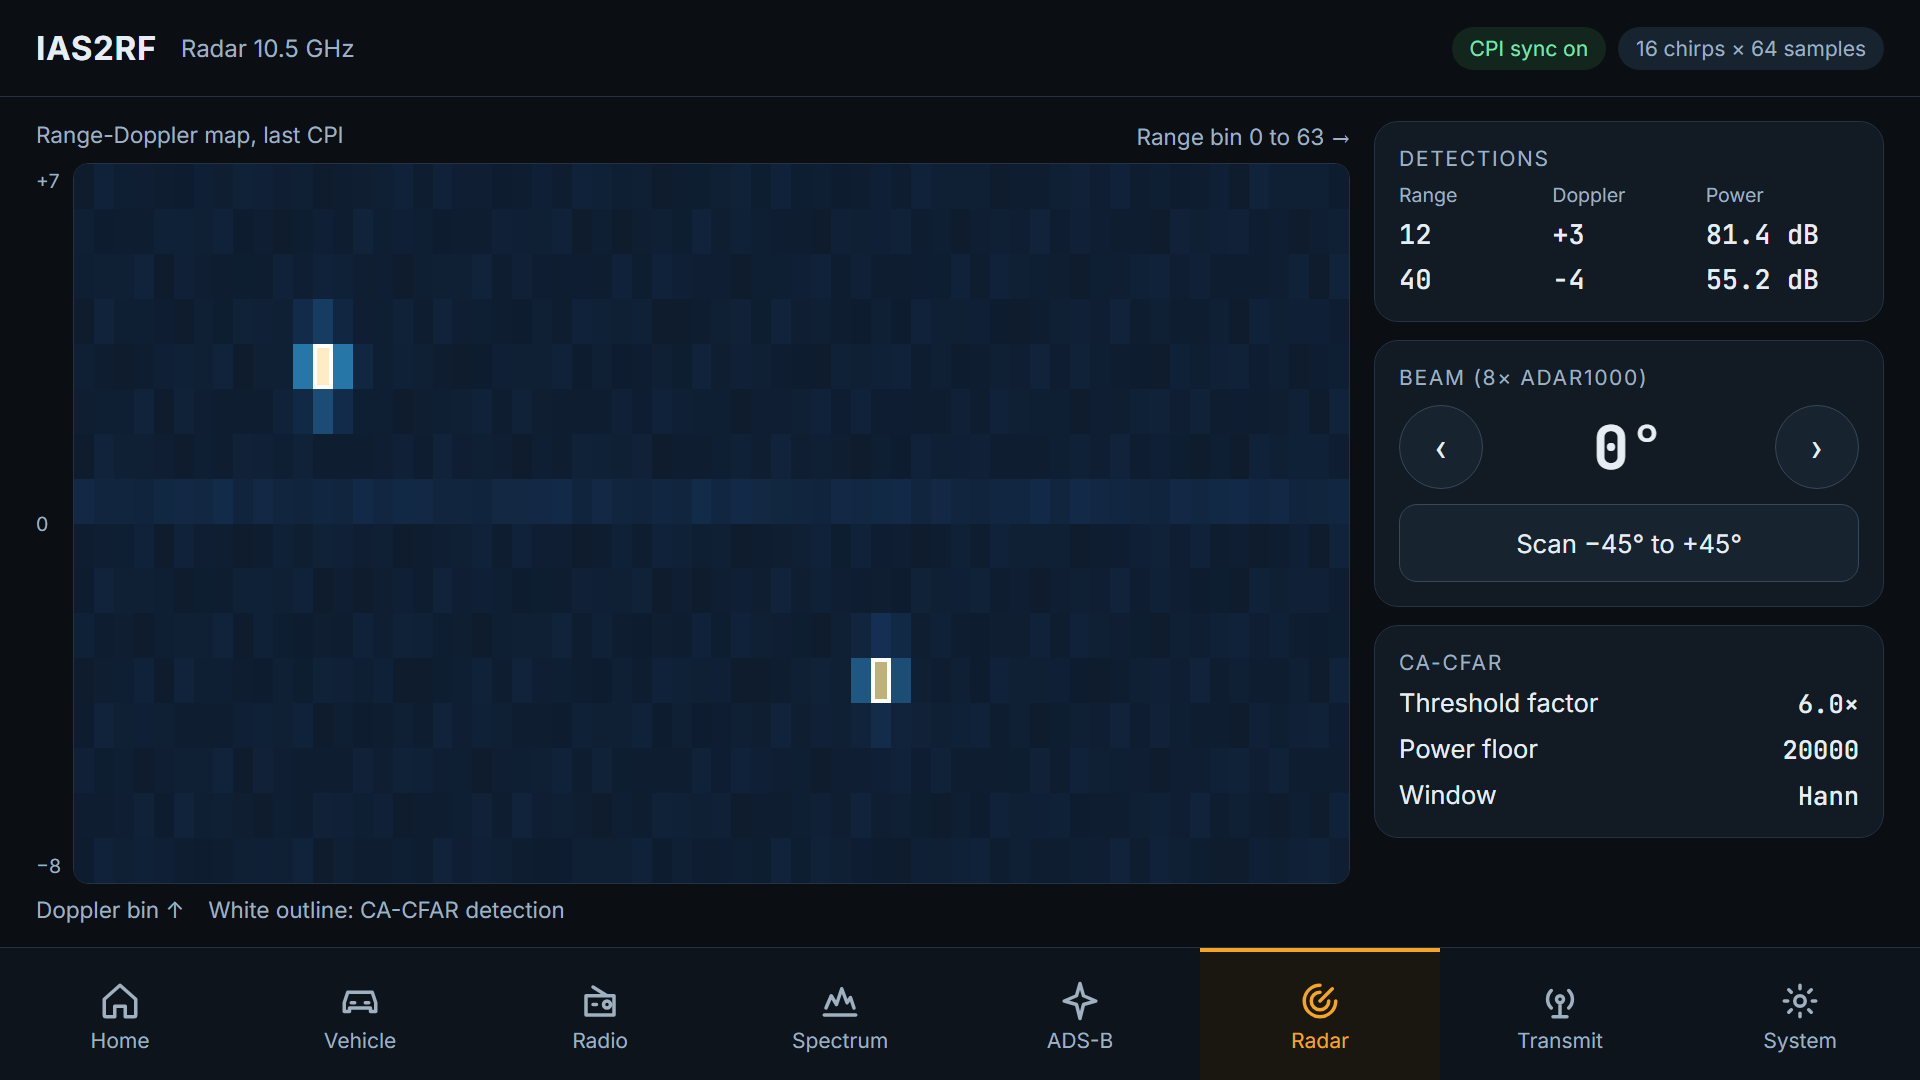 IAS2RF Radar 10.5 GHz
CPI sync on
16 chirps × 64 samples
Range-Doppler map, last CPI
Range bin 0 to 63 →
+7
0
−8
Doppler bin ↑ White outline: CA-CFAR detection
DETECTIONS
Range Doppler Power
12 +3 81.4 dB
40 -4 55.2 dB
BEAM (8× ADAR1000)
‹ 0° ›
Scan −45° to +45°
CA-CFAR
Threshold factor 6.0×
Power floor 20000
Window Hann
Home Vehicle Radio Spectrum ADS-B Radar Transmit System